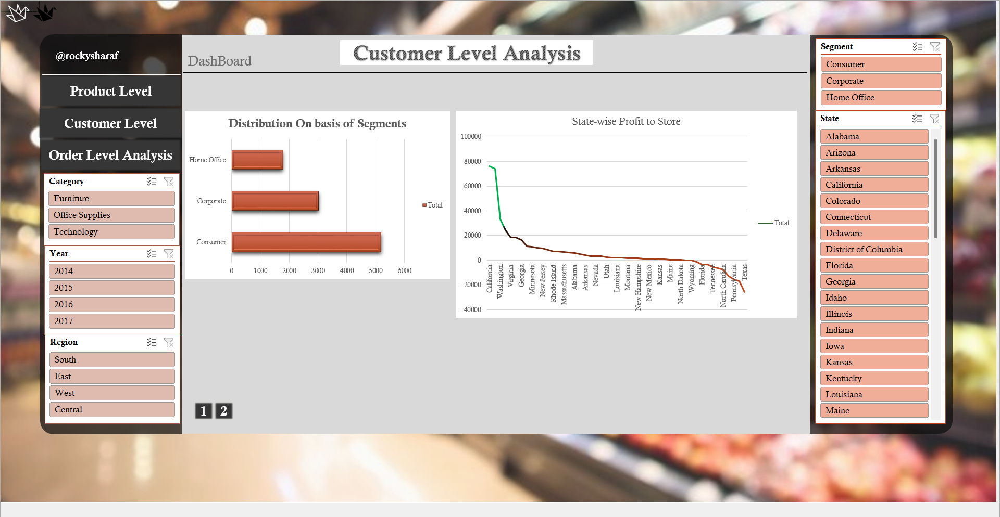 @rockysharaf
Product Level
Customer Level
Order Level Analysis
Category
Furniture
Office Supplies
Technology
Year
2014
2015
2016
2017
Region
South
East
West
Central
DashBoard
Customer Level Analysis
Distribution On basis of Segments
Home Office
Corporate
Consumer
0 1000 2000 3000 4000 5000 6000
Total
1 2
State-wise Profit to Store
100000
80000
60000
40000
20000
0
-20000
-40000
California
Washington
Virginia
Georgia
Minnesota
New Jersey
Rhode Island
Massachusetts
Alabama
Arkansas
Nevada
Utah
Louisiana
Montana
New Hampshire
New Mexico
Kansas
Maine
North Dakota
Wyoming
Florida
Tennessee
North Carolina
Pennsylvania
Texas
Total
Segment
Consumer
Corporate
Home Office
State
Alabama
Arizona
Arkansas
California
Colorado
Connecticut
Delaware
District of Columbia
Florida
Georgia
Idaho
Illinois
Indiana
Iowa
Kansas
Kentucky
Louisiana
Maine